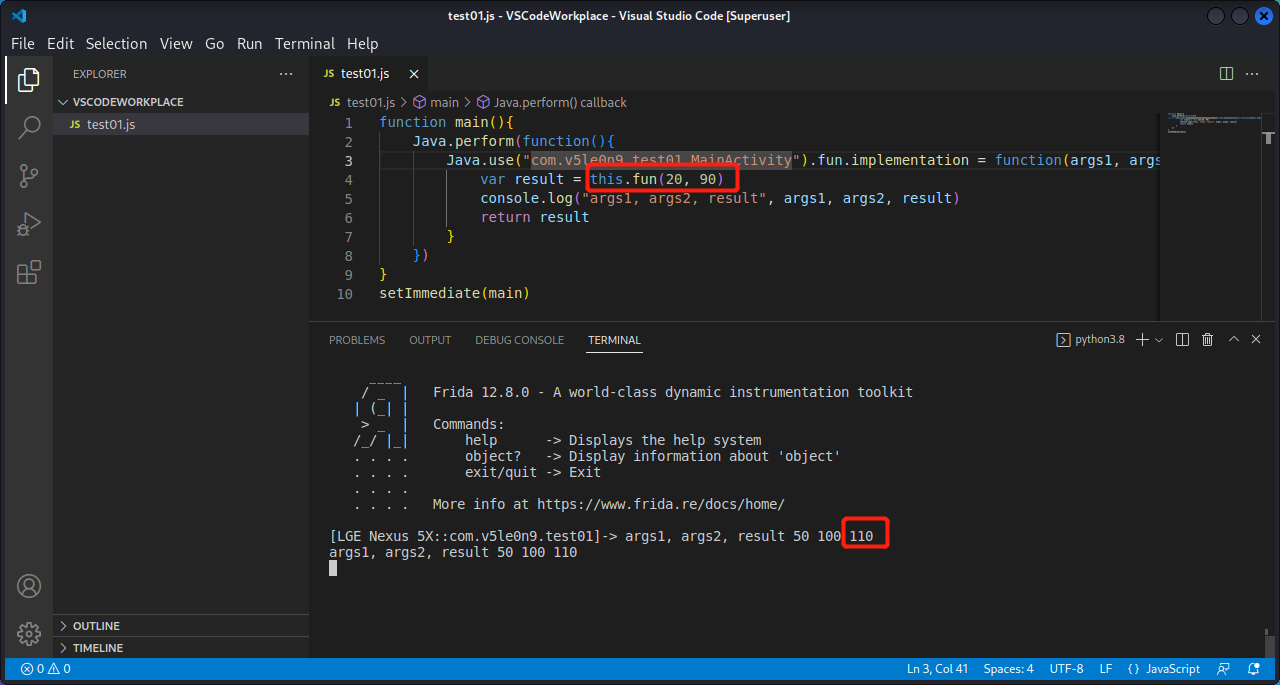 test01.js - VSCodeWorkplace - Visual Studio Code [Superuser]
File Edit Selection View Go Run Terminal Help
EXPLORER
VSCODEWORKPLACE
JS test01.js
JS test01.js
JS test01.js > main > Java.perform() callback
1 function main(){
2 Java.perform(function(){
3 Java.use("com.v5le0n9.test01.MainActivity").fun.implementation = function(args1, args
4 var result = this.fun(20, 90)
5 console.log("args1, args2, result", args1, args2, result)
6 return result
7 }
8 })
9 }
10 setImmediate(main)
PROBLEMS OUTPUT DEBUG CONSOLE TERMINAL
python3.8
    ____
   / _  |   Frida 12.8.0 - A world-class dynamic instrumentation toolkit
  | (_| |
   > _  |   Commands:
  /_/ |_|       help      -> Displays the help system
  . . . .       object?   -> Display information about 'object'
  . . . .       exit/quit -> Exit
  . . . .
  . . . .   More info at https://www.frida.re/docs/home/
[LGE Nexus 5X::com.v5le0n9.test01]-> args1, args2, result 50 100 110
args1, args2, result 50 100 110
OUTLINE
TIMELINE
0 0
Ln 3, Col 41 Spaces: 4 UTF-8 LF {} JavaScript